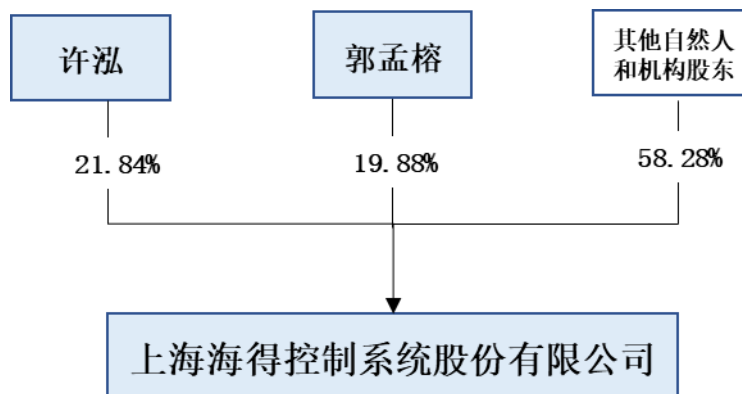 许泓
郭孟榕
其他自然人
和机构股东
21.84%
19.88%
58.28%
上海海得控制系统股份有限公司